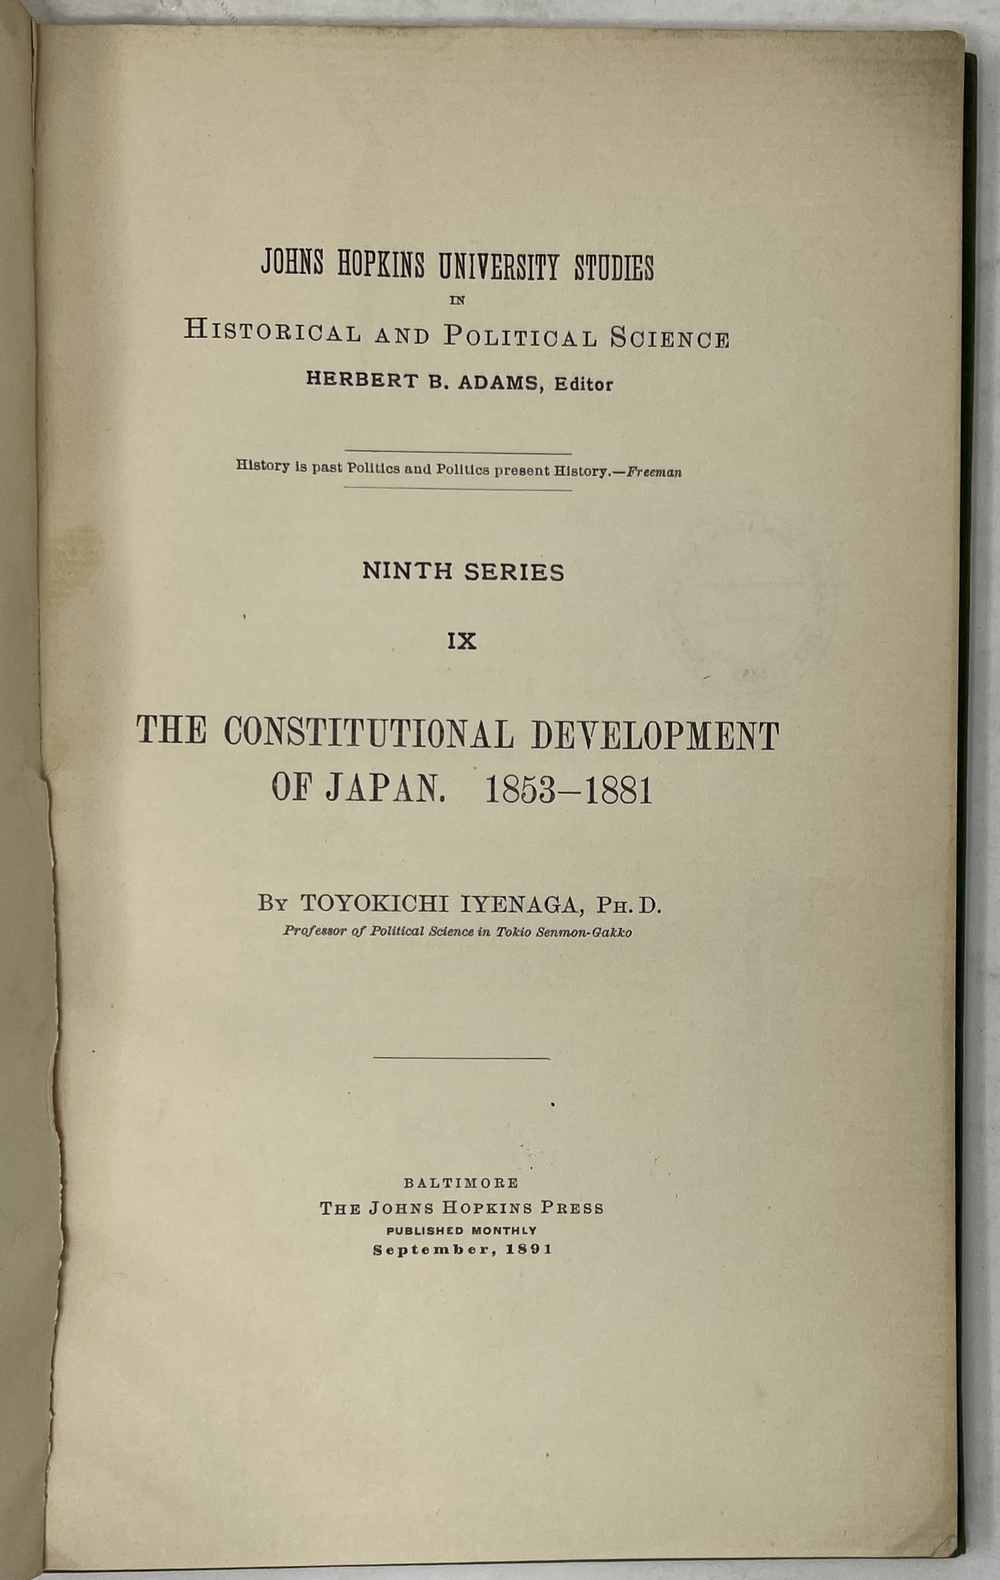 JOHNS HOPKINS UNIVERSITY STUDIES
IN
HISTORICAL AND POLITICAL SCIENCE
HERBERT B. ADAMS, Editor
History is past Politics and Politics present History.—Freeman
NINTH SERIES
IX
THE CONSTITUTIONAL DEVELOPMENT
OF JAPAN. 1853–1881
BY TOYOKICHI IYENAGA, PH. D.
Professor of Political Science in Tokio Senmon-Gakko
BALTIMORE
THE JOHNS HOPKINS PRESS
PUBLISHED MONTHLY
September, 1891